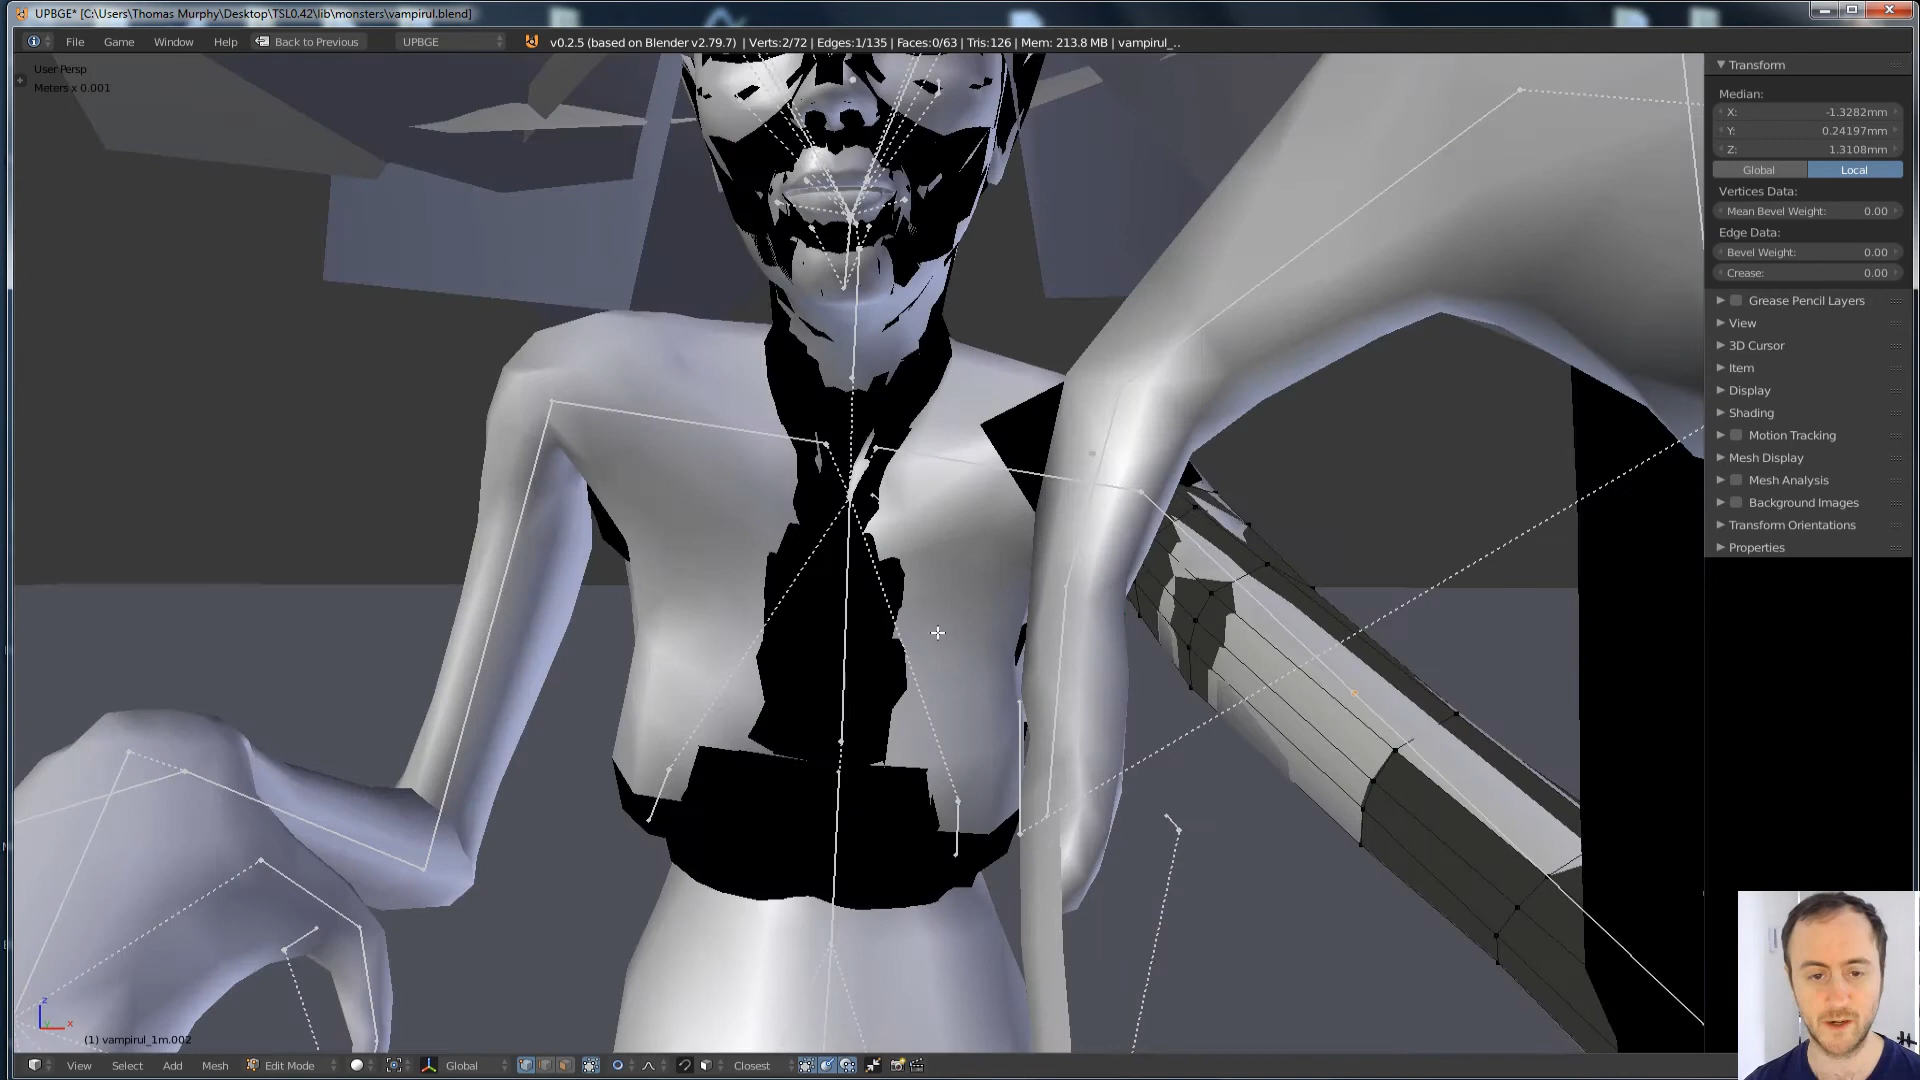 UPBGE* [C:\Users\Thomas Murphy\Desktop\TSL0.42\lib\monsters\vampirul.blend]
File Game Window Help Back to Previous UPBGE v0.2.5 (based on Blender v2.79.7) | Verts:2/72 | Edges:1/135 | Faces:0/63 | Tris:126 | Mem: 213.8 MB | vampirul_..
User Persp
Meters x 0.001
Transform
Median:
X: -1.3282mm
Y: 0.24197mm
Z: 1.3108mm
Global Local
Vertices Data:
Mean Bevel Weight: 0.00
Edge Data:
Bevel Weight: 0.00
Crease: 0.00
Grease Pencil Layers
View
3D Cursor
Item
Display
Shading
Motion Tracking
Mesh Display
Mesh Analysis
Background Images
Transform Orientations
Properties
z
y x
(1) vampirul_1m.002
View Select Add Mesh Edit Mode Global Closest